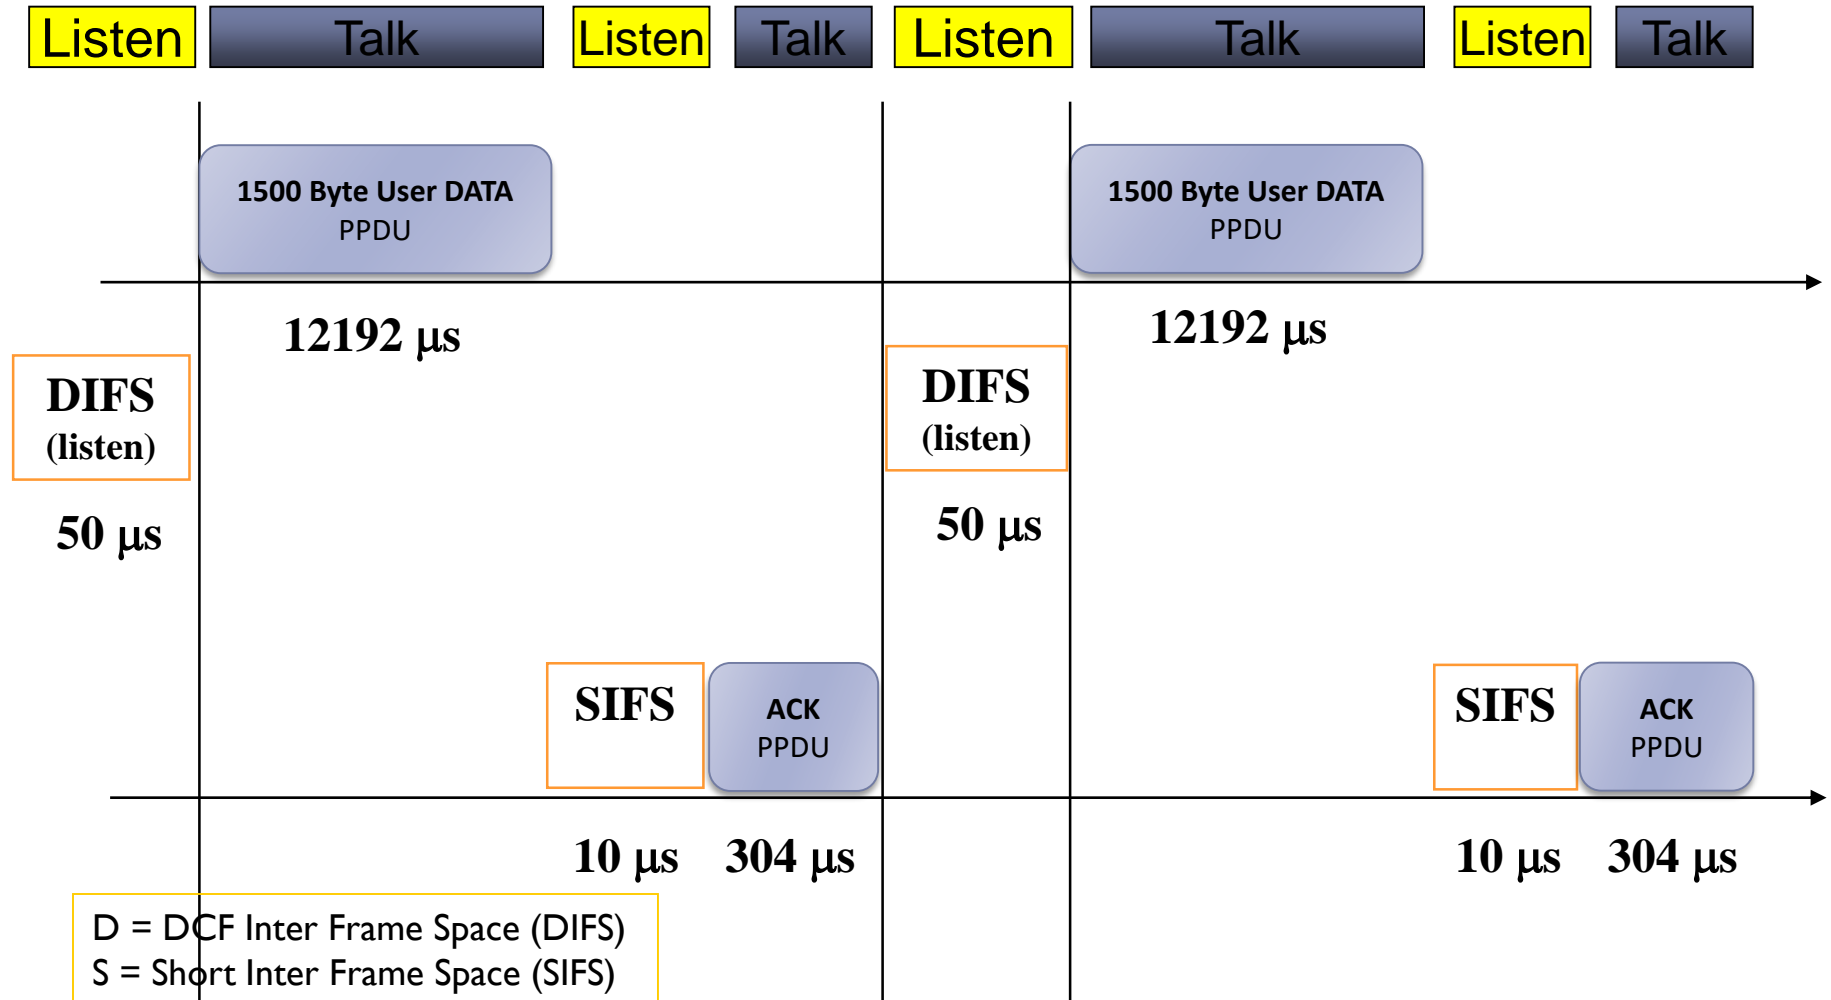 Listen Talk Listen Talk Listen Talk Listen Talk
1500 Byte User DATA
PPDU
1500 Byte User DATA
PPDU
12192 μs
12192 μs
DIFS
(listen)
DIFS
(listen)
50 μs
50 μs
SIFS
ACK
PPDU
SIFS
ACK
PPDU
10 μs 304 μs
10 μs 304 μs
D = DCF Inter Frame Space (DIFS)
S = Short Inter Frame Space (SIFS)